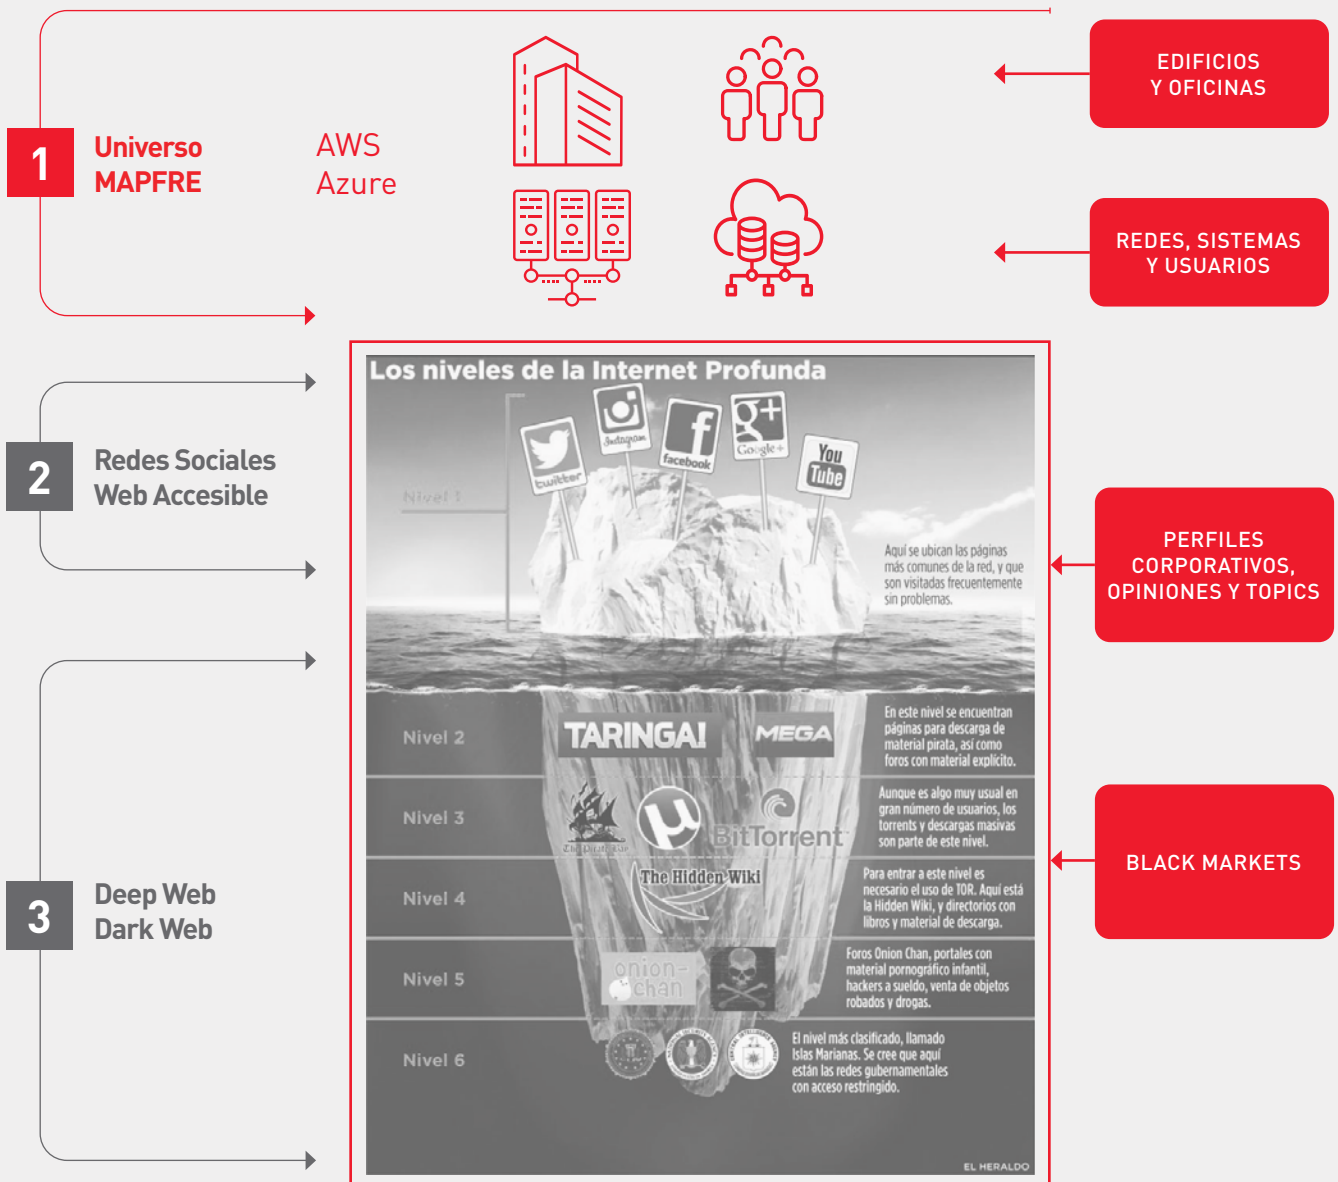 EDIFICIOS
Y OFICINAS
1
Universo
MAPFRE
AWS
Azure
REDES, SISTEMAS
Y USUARIOS
Los niveles de la Internet Profunda
twitter
Instagram
facebook
g+
Google+
You
Tube
2
Redes Sociales
Web Accesible
Nivel 1
Aquí se ubican las páginas
más comunes de la red, y que
son visitadas frecuentemente
sin problemas.
PERFILES
CORPORATIVOS,
OPINIONES Y TOPICS
Nivel 2
TARINGA!
MEGA
En este nivel se encuentran
páginas para descarga de
material pirata, así como
foros con material explícito.
Nivel 3
The Pirate Bay
µ
BitTorrent
Aunque es algo muy usual en
gran número de usuarios, los
torrents y descargas masivas
son parte de este nivel.
BLACK MARKETS
3
Deep Web
Dark Web
Nivel 4
The Hidden Wiki
Para entrar a este nivel es
necesario el uso de TOR. Aquí está
la Hidden Wiki, y directorios con
libros y material de descarga.
Nivel 5
onion-
chan
Foros Onion Chan, portales con
material pornográfico infantil,
hackers a sueldo, venta de objetos
robados y drogas.
Nivel 6
El nivel más clasificado, llamado
Islas Marianas. Se cree que aquí
están las redes gubernamentales
con acceso restringido.
EL HERALDO